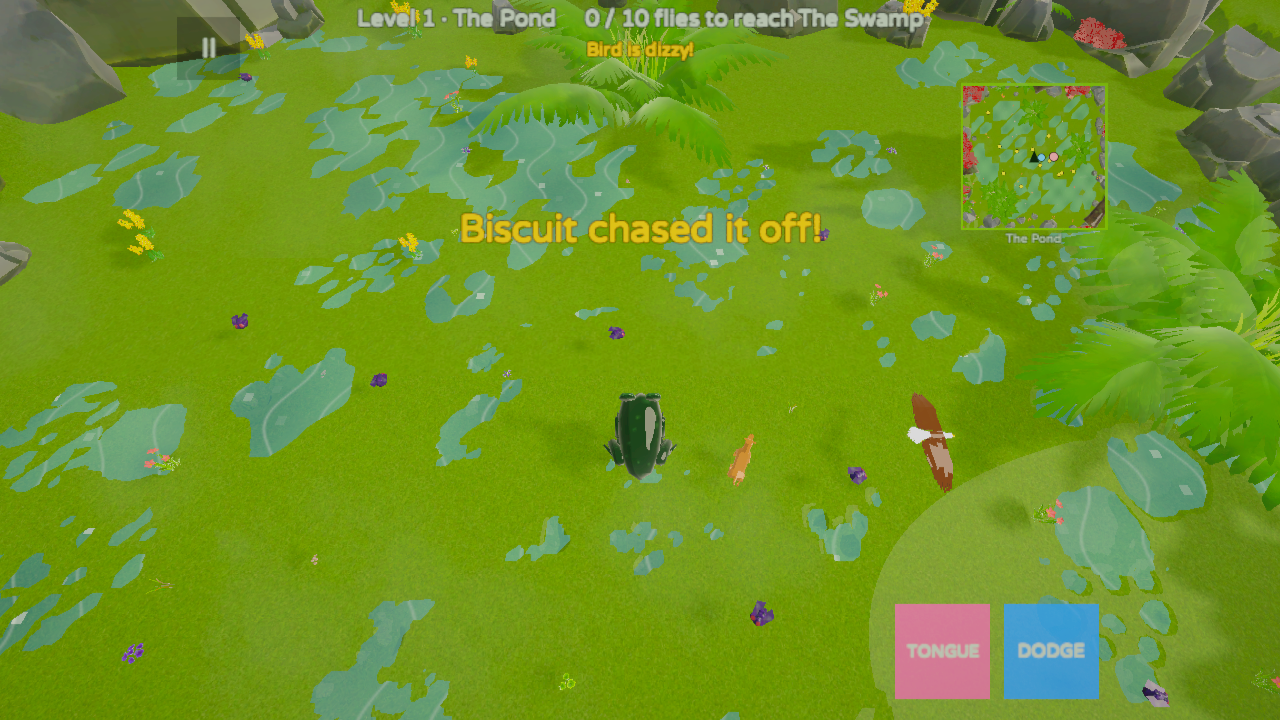 Level 1 · The Pond 0 / 10 flies to reach The Swamp
Bird is dizzy!
The Pond
Biscuit chased it off!
TONGUE
DODGE